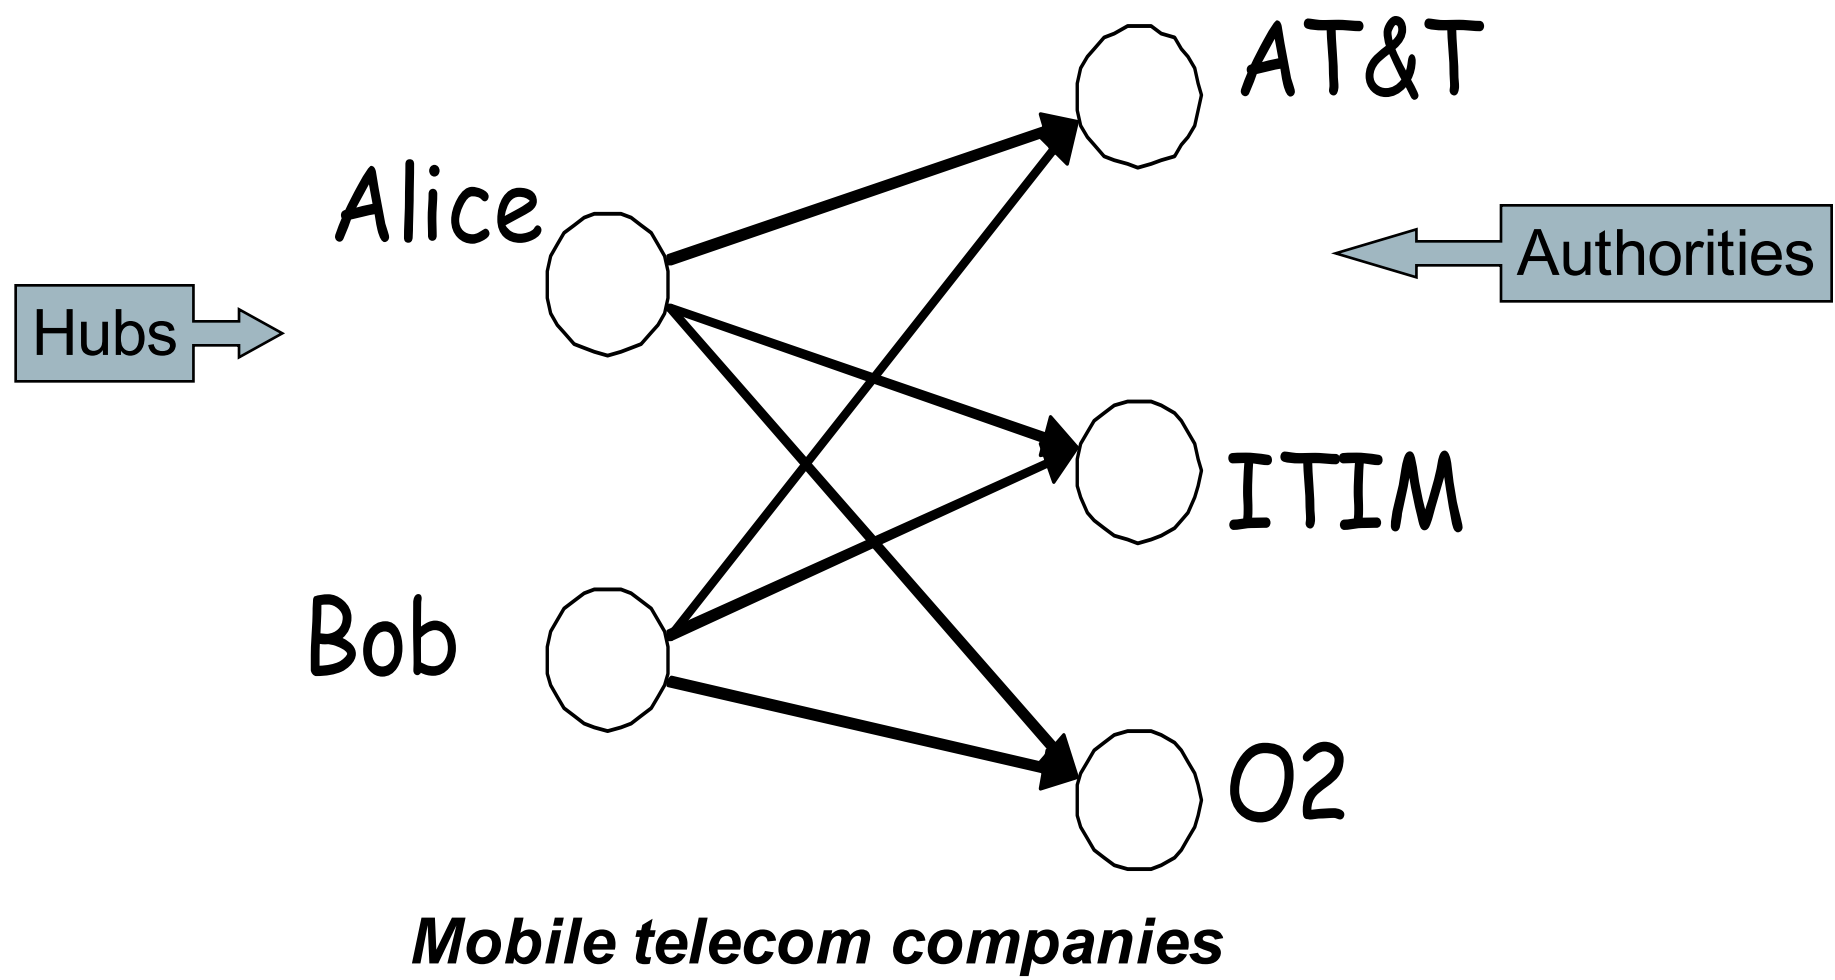 AT&T
Alice
Authorities
Hubs
ITIM
Bob
O2
Mobile telecom companies